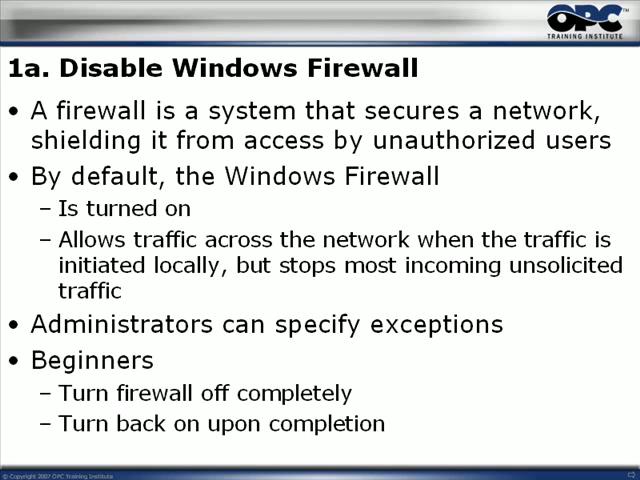 OPC
TRAINING INSTITUTE
1a. Disable Windows Firewall
• A firewall is a system that secures a network,
shielding it from access by unauthorized users
• By default, the Windows Firewall
– Is turned on
– Allows traffic across the network when the traffic is
initiated locally, but stops most incoming unsolicited
traffic
• Administrators can specify exceptions
• Beginners
– Turn firewall off completely
– Turn back on upon completion
© Copyright 2007 OPC Training Institute